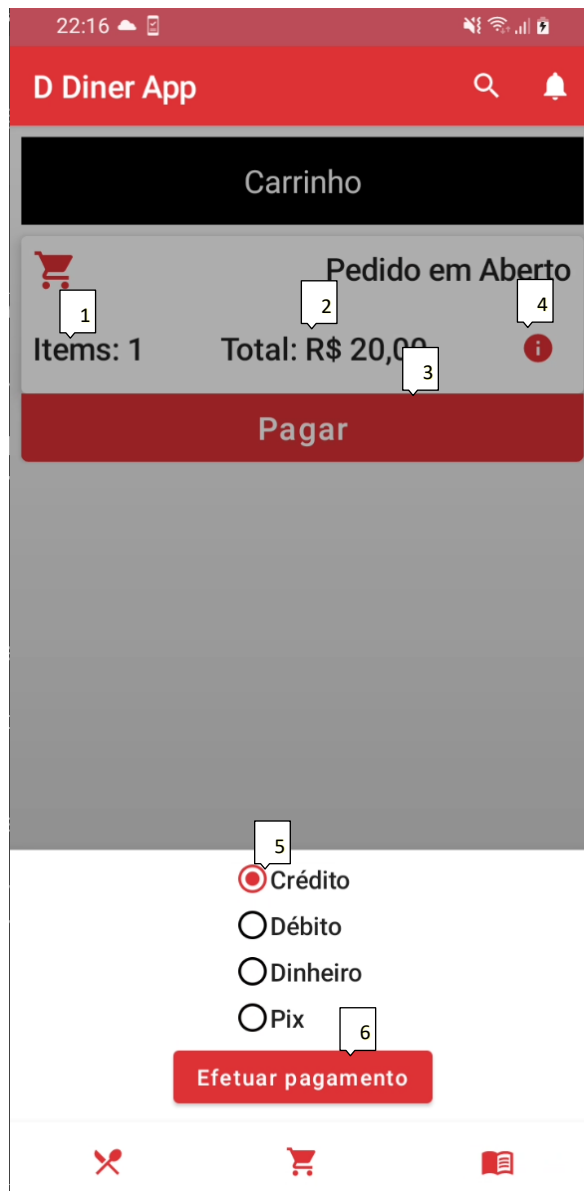 22:16
D Diner App
Carrinho
Pedido em Aberto
1
2
4
Items: 1 Total: R$ 20,00
3
Pagar
5
Crédito
Débito
Dinheiro
Pix
6
Efetuar pagamento